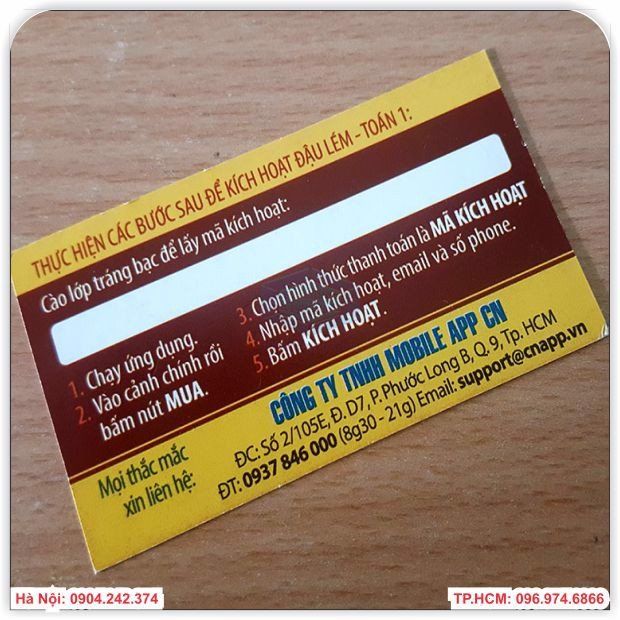 THỰC HIỆN CÁC BƯỚC SAU ĐỂ KÍCH HOẠT ĐẬU LÉM - TOÁN 1:
Cào lớp tráng bạc để lấy mã kích hoạt:
1. Chạy ứng dụng.
2. Vào cảnh chính rồi
bấm nút MUA.
3. Chọn hình thức thanh toán là MÃ KÍCH HOẠT
4. Nhập mã kích hoạt, email và số phone.
5. Bấm KÍCH HOẠT.
Mọi thắc mắc
xin liên hệ:
CÔNG TY TNHH MOBILE APP CN
ĐC: Số 2/105E, Đ. D7, P. Phước Long B, Q. 9, Tp. HCM
ĐT: 0937 846 000 (8g30 - 21g) Email: support@cnapp.vn
Hà Nội: 0904.242.374
TP.HCM: 096.974.6866